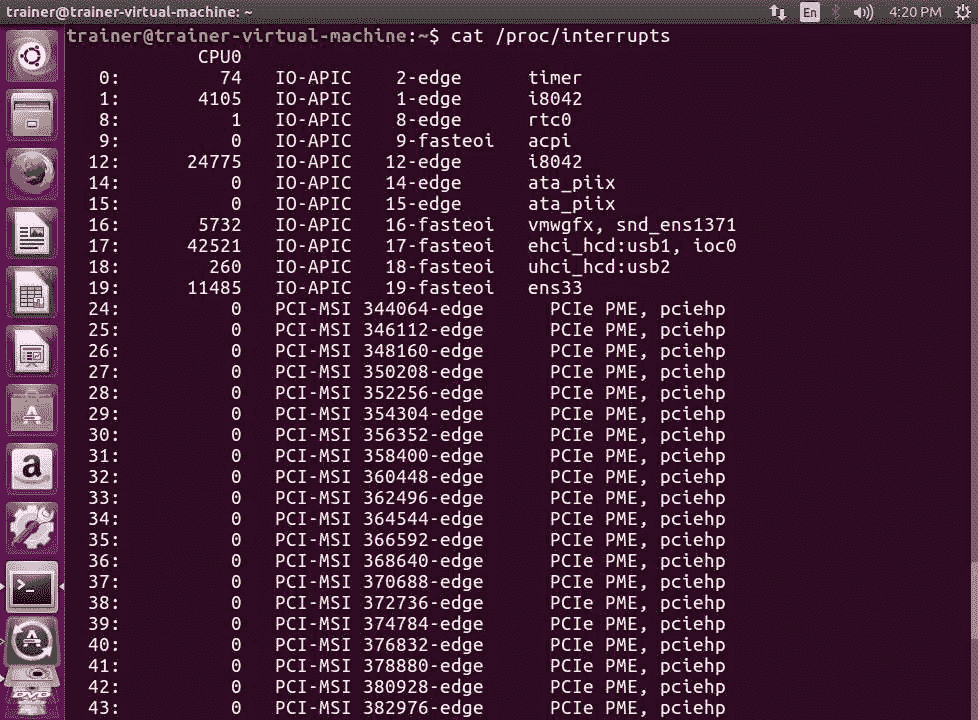 trainer@trainer-virtual-machine: ~ En 4:20 PM
trainer@trainer-virtual-machine:~$ cat /proc/interrupts
CPU0
0: 74 IO-APIC 2-edge timer
1: 4105 IO-APIC 1-edge i8042
8: 1 IO-APIC 8-edge rtc0
9: 0 IO-APIC 9-fasteoi acpi
12: 24775 IO-APIC 12-edge i8042
14: 0 IO-APIC 14-edge ata_piix
15: 0 IO-APIC 15-edge ata_piix
16: 5732 IO-APIC 16-fasteoi vmwgfx, snd_ens1371
17: 42521 IO-APIC 17-fasteoi ehci_hcd:usb1, ioc0
18: 260 IO-APIC 18-fasteoi uhci_hcd:usb2
19: 11485 IO-APIC 19-fasteoi ens33
24: 0 PCI-MSI 344064-edge PCIe PME, pciehp
25: 0 PCI-MSI 346112-edge PCIe PME, pciehp
26: 0 PCI-MSI 348160-edge PCIe PME, pciehp
27: 0 PCI-MSI 350208-edge PCIe PME, pciehp
28: 0 PCI-MSI 352256-edge PCIe PME, pciehp
29: 0 PCI-MSI 354304-edge PCIe PME, pciehp
30: 0 PCI-MSI 356352-edge PCIe PME, pciehp
31: 0 PCI-MSI 358400-edge PCIe PME, pciehp
32: 0 PCI-MSI 360448-edge PCIe PME, pciehp
33: 0 PCI-MSI 362496-edge PCIe PME, pciehp
34: 0 PCI-MSI 364544-edge PCIe PME, pciehp
35: 0 PCI-MSI 366592-edge PCIe PME, pciehp
36: 0 PCI-MSI 368640-edge PCIe PME, pciehp
37: 0 PCI-MSI 370688-edge PCIe PME, pciehp
38: 0 PCI-MSI 372736-edge PCIe PME, pciehp
39: 0 PCI-MSI 374784-edge PCIe PME, pciehp
40: 0 PCI-MSI 376832-edge PCIe PME, pciehp
41: 0 PCI-MSI 378880-edge PCIe PME, pciehp
42: 0 PCI-MSI 380928-edge PCIe PME, pciehp
43: 0 PCI-MSI 382976-edge PCIe PME, pciehp
a
DVD